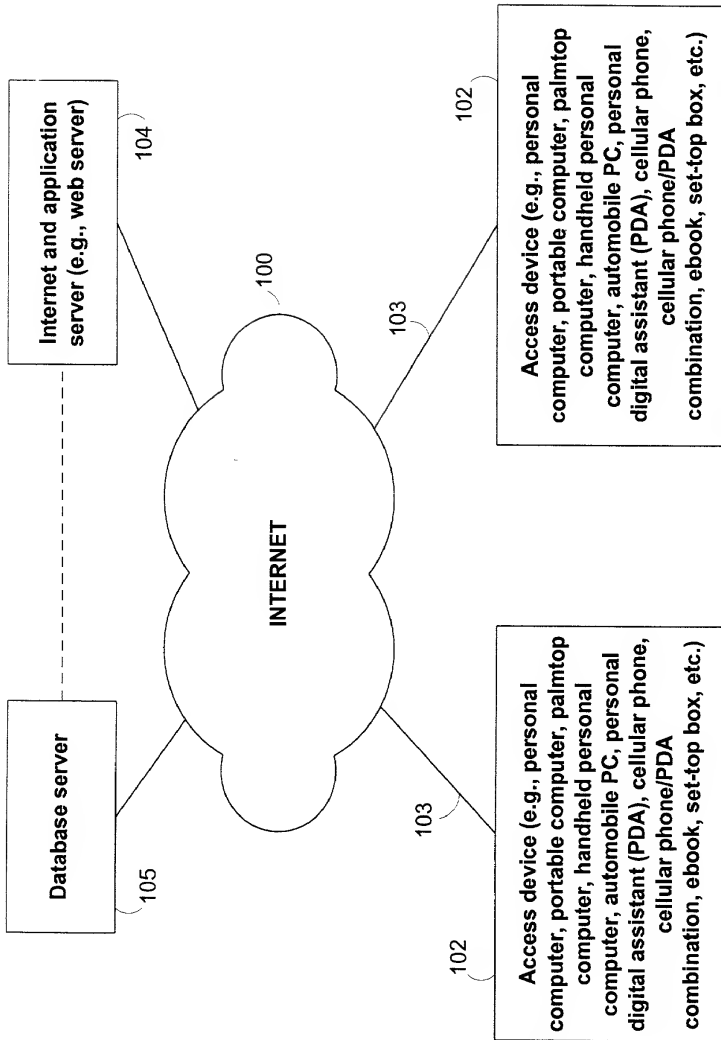 Database server
105
Internet and application
server (e.g., web server)
104
100
INTERNET
103
103
102
Access device (e.g., personal
computer, portable computer, palmtop
computer, handheld personal
computer, automobile PC, personal
digital assistant (PDA), cellular phone,
cellular phone/PDA
combination, ebook, set-top box, etc.)
102
Access device (e.g., personal
computer, portable computer, palmtop
computer, handheld personal
computer, automobile PC, personal
digital assistant (PDA), cellular phone,
cellular phone/PDA
combination, ebook, set-top box, etc.)